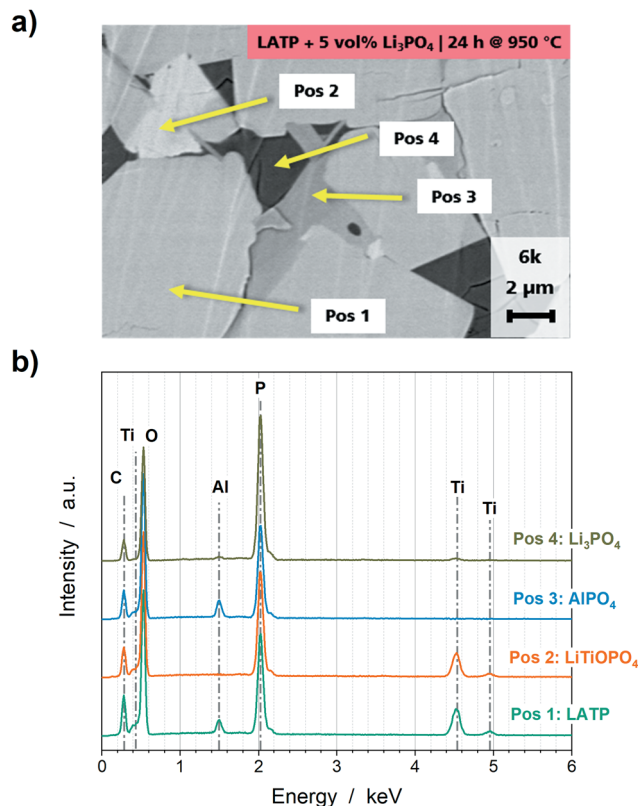 a)
LATP + 5 vol% Li₃PO₄ | 24 h @ 950 °C
Pos 2
Pos 4
Pos 3
Pos 1
6k
2 µm
b)
P
Ti
O
C
Al
Ti
Ti
Pos 4: Li₃PO₄
Pos 3: AlPO₄
Pos 2: LiTiOPO₄
Pos 1: LATP
Intensity / a.u.
0 1 2 3 4 5 6
Energy / keV